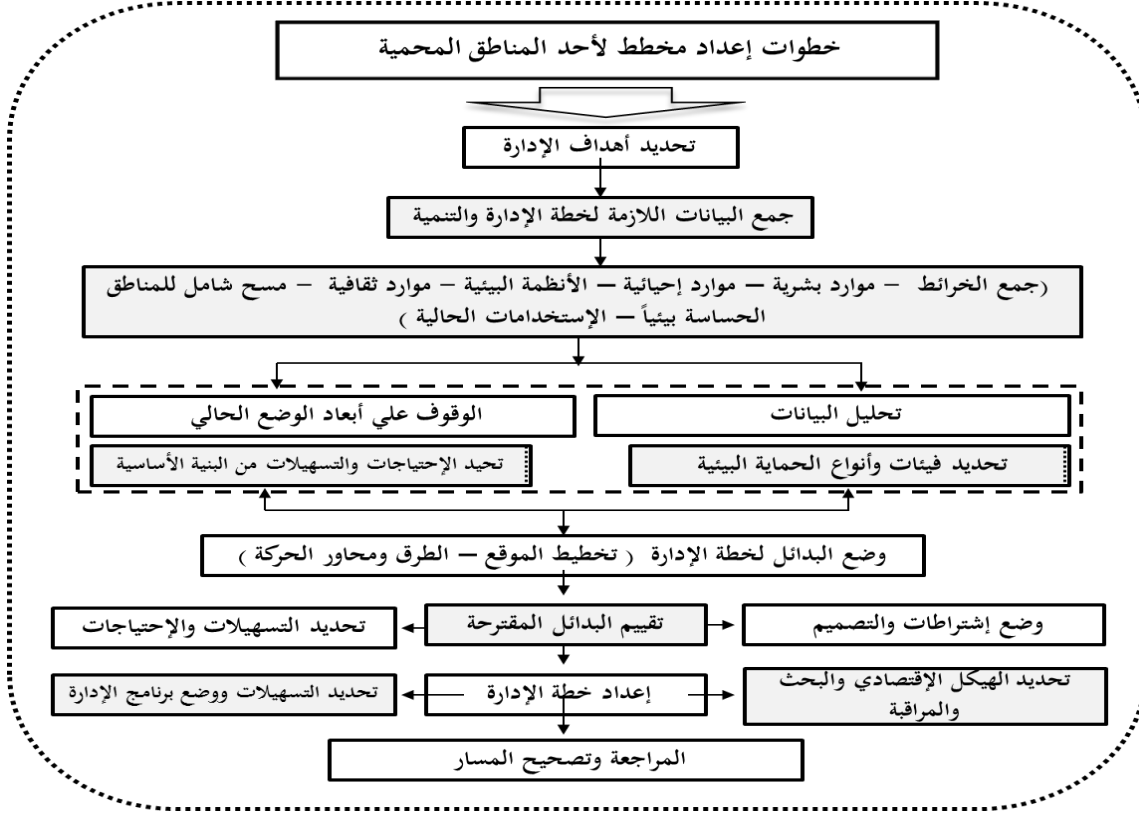 خطوات إعداد مخطط لأحد المناطق المحمية
تحديد أهداف الإدارة
جمع البيانات اللازمة لخطة الإدارة والتنمية
(جمع الخرائط – موارد بشرية – موارد إحيائية – الأنظمة البيئية – موارد ثقافية – مسح شامل للمناطق
الحساسة بيئياً – الإستخدامات الحالية )
تحليل البيانات
الوقوف علي أبعاد الوضع الحالي
تحديد فيئات وأنواع الحماية البيئية
تحيد الإحتياجات والتسهيلات من البنية الأساسية
وضع البدائل لخطة الإدارة ( تخطيط الموقع – الطرق ومحاور الحركة )
وضع إشتراطات والتصميم
تقييم البدائل المقترحة
تحديد التسهيلات والإحتياجات
تحديد الهيكل الإقتصادي والبحث
والمراقبة
إعداد خطة الإدارة
تحديد التسهيلات ووضع برنامج الإدارة
المراجعة وتصحيح المسار